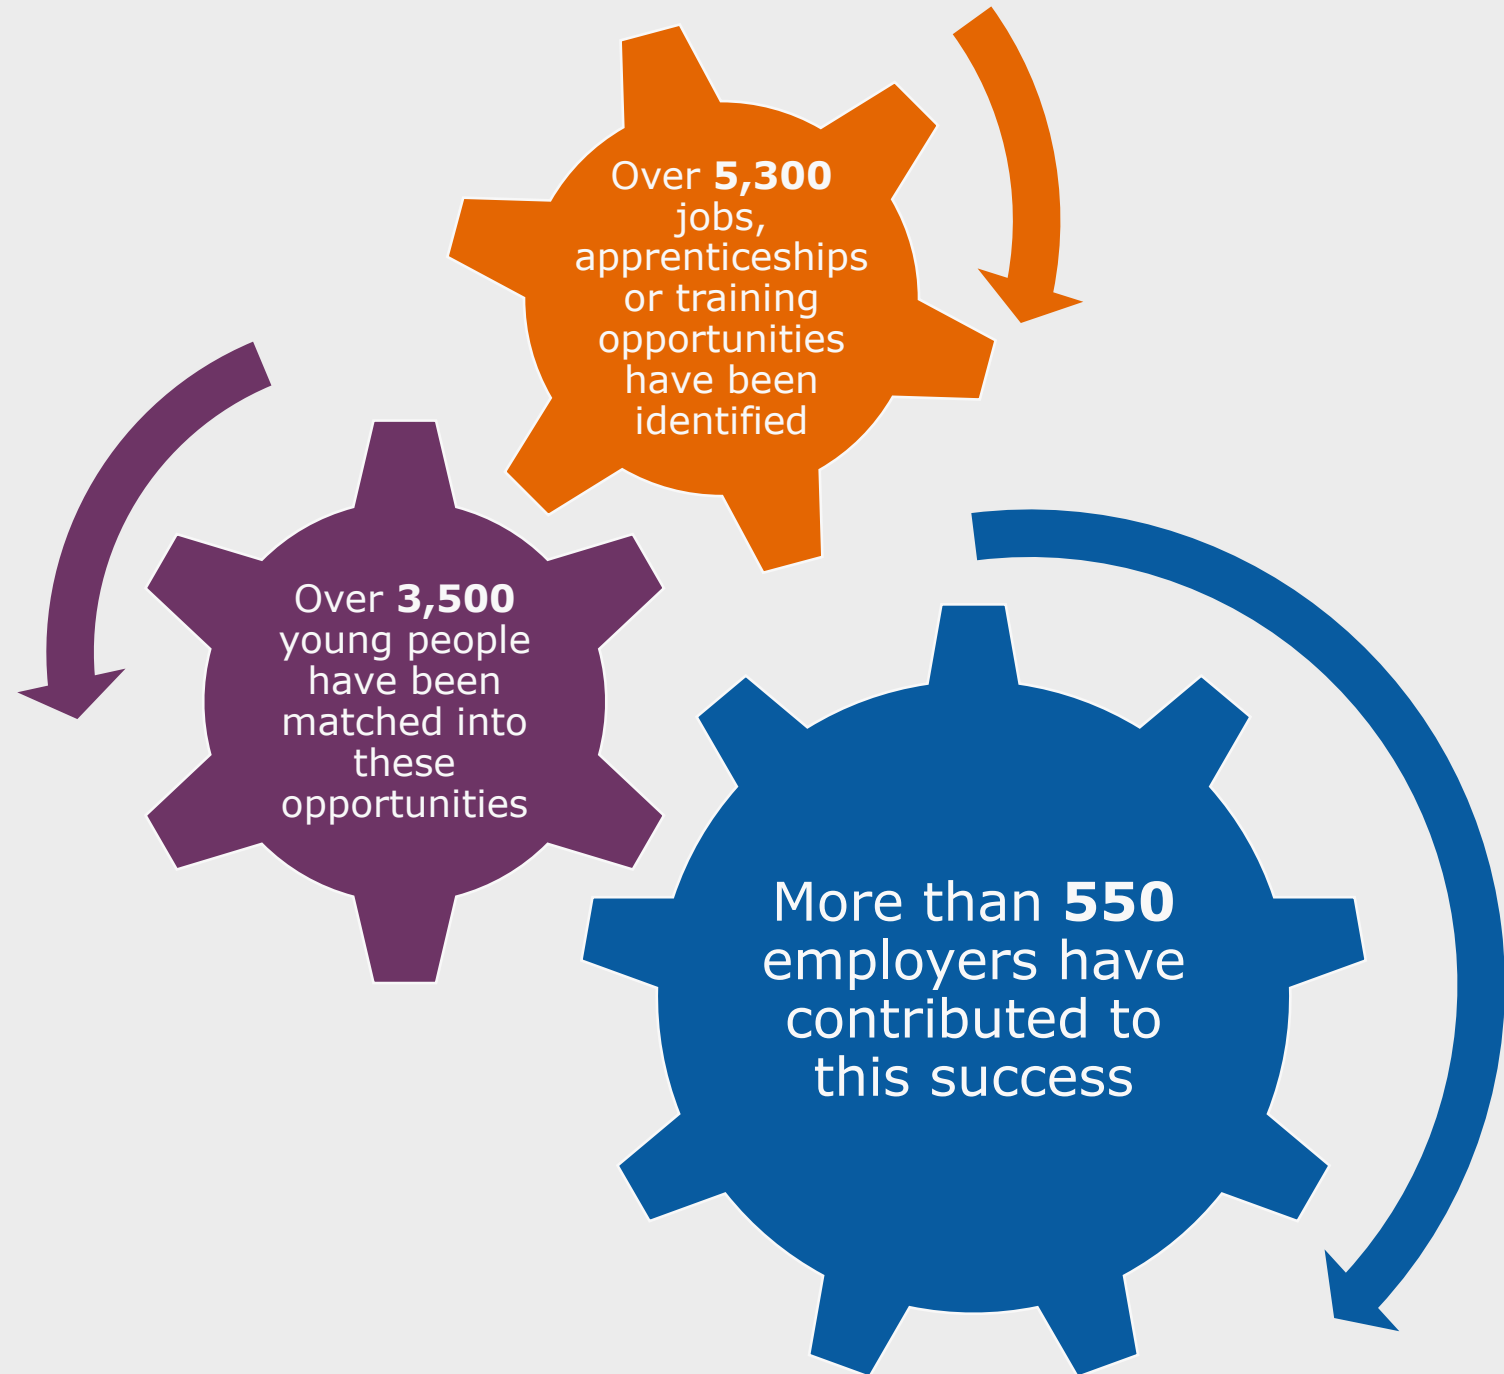 Over 5,300
jobs,
apprenticeships
or training
opportunities
have been
identified
Over 3,500
young people
have been
matched into
these
opportunities
More than 550
employers have
contributed to
this success